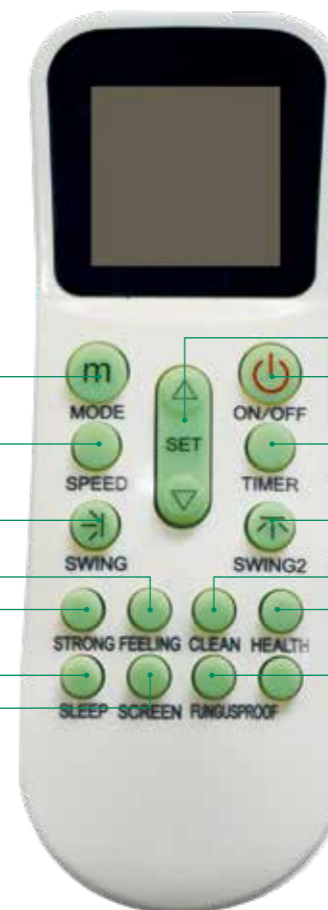 m
MODE ON/OFF
SET
SPEED TIMER
SWING SWING2
STRONG FEELING CLEAN HEALTH
SLEEP SCREEN FUNGUSPROOF